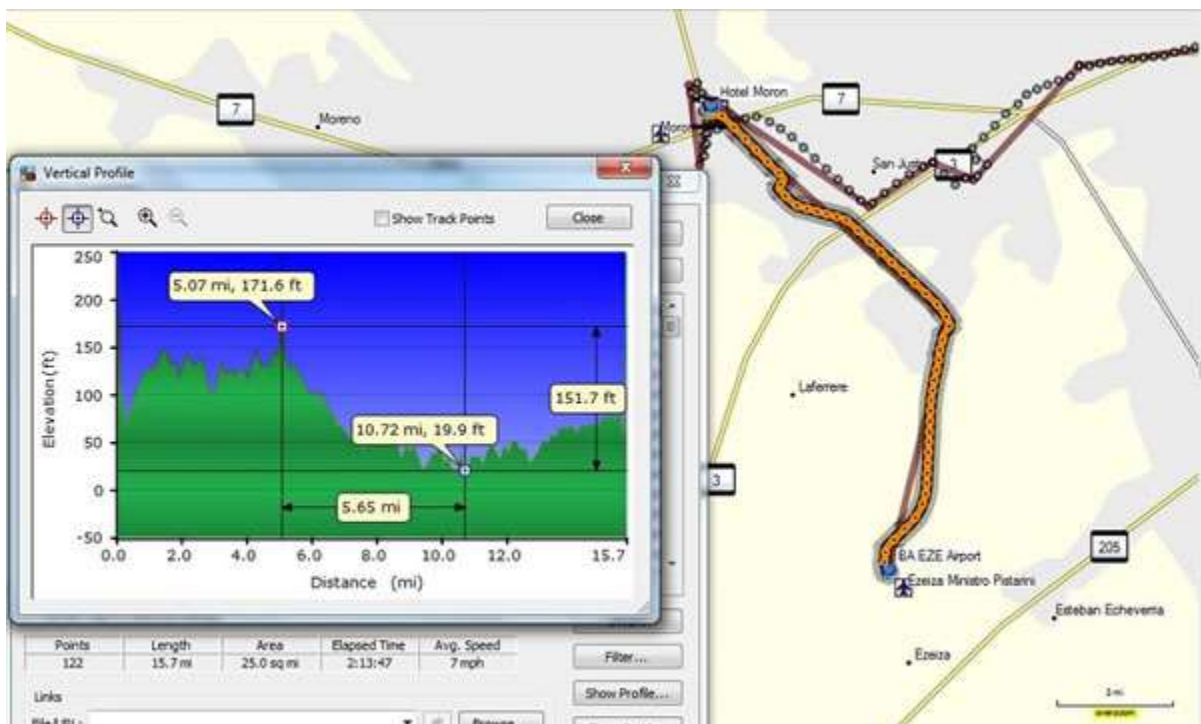 Hotel Moron
7
7
Moreno
San Justo
3
Vertical Profile
Show Track Points
Close
250
200
150
100
50
0
-50
Elevation (ft)
5.07 mi, 171.6 ft
10.72 mi, 19.9 ft
151.7 ft
5.65 mi
0.0 2.0 4.0 6.0 8.0 10.0 12.0 15.7
Distance (mi)
Laferrere
3
BA EZE Airport
Ezeiza Ministro Pistarini
205
Esteban Echeverria
Ezeiza
Points Length Area Elapsed Time Avg. Speed
122 15.7 mi 25.0 sq mi 2:13:47 7 mph
Filter...
Links
Show Profile...
Browse...
overzoom